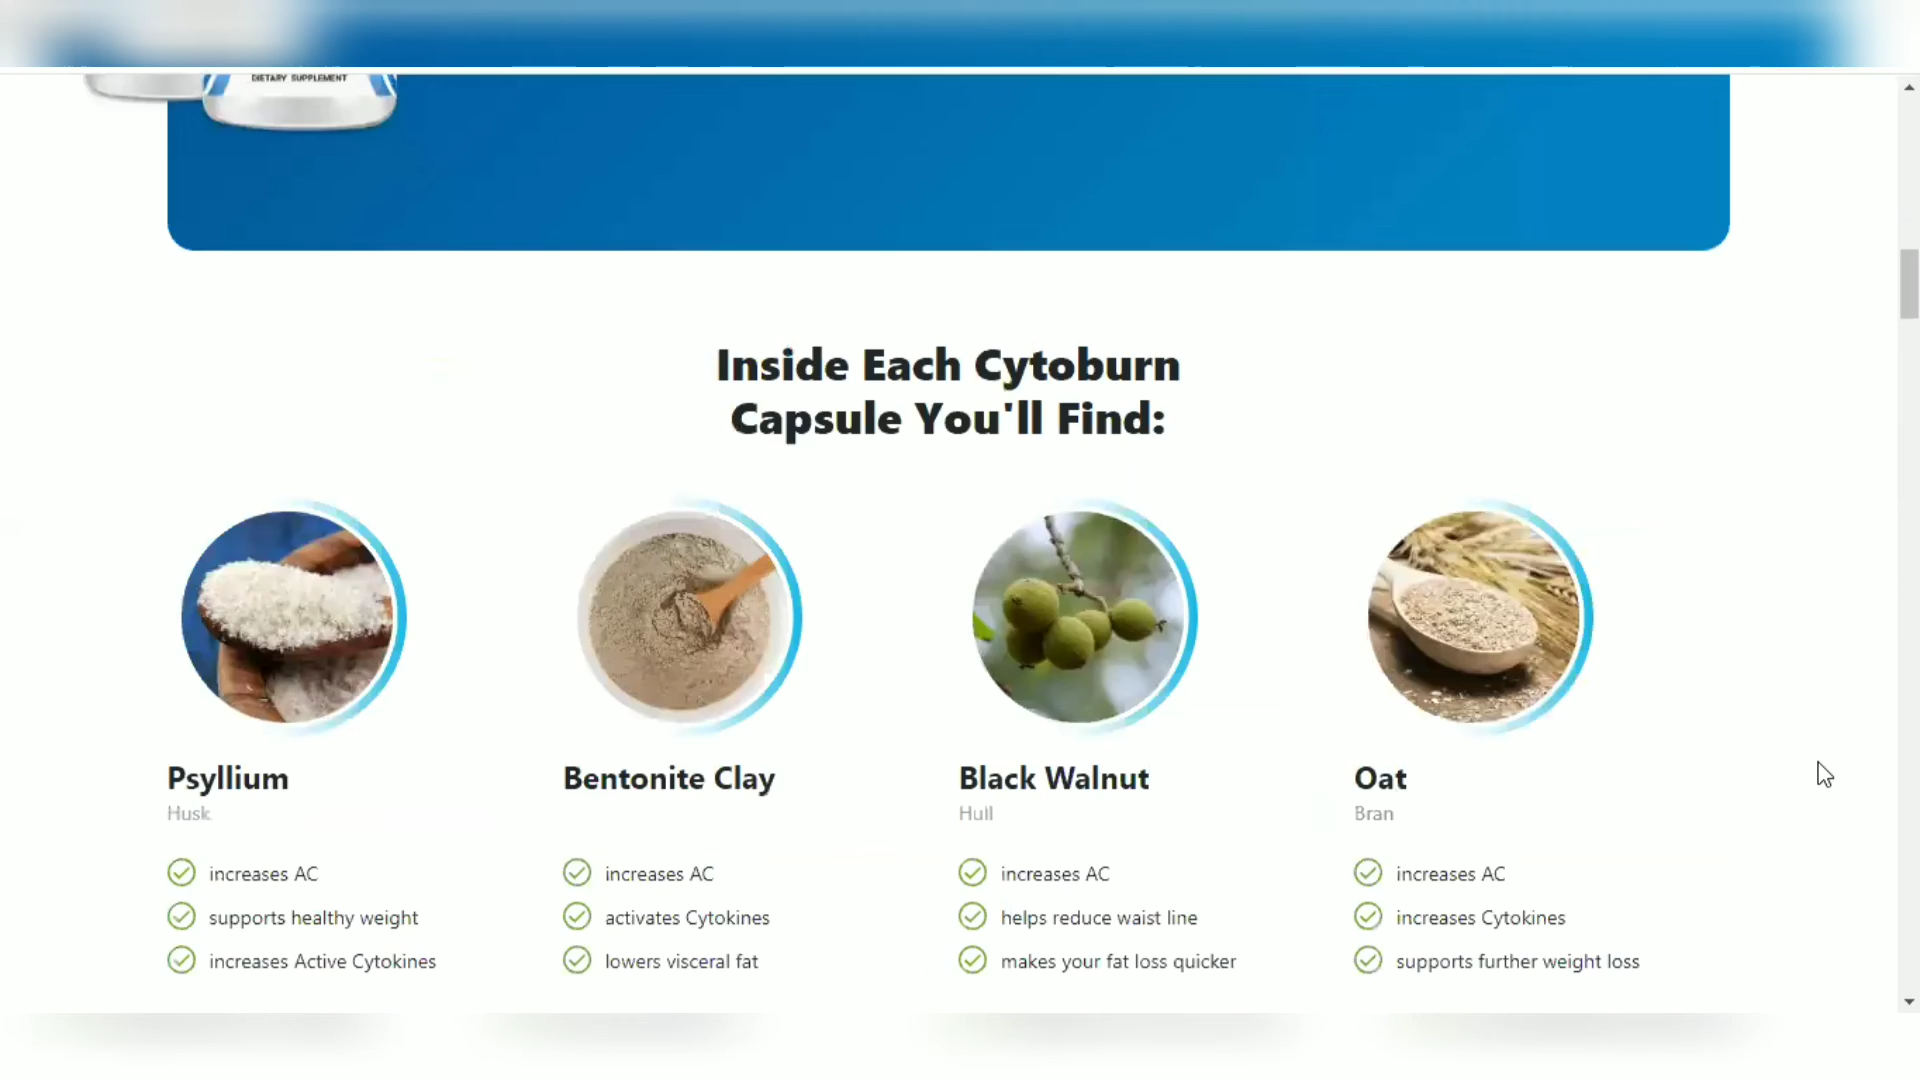 DIETARY SUPPLEMENT
Inside Each Cytoburn
Capsule You'll Find:
Psyllium
Husk
increases AC
supports healthy weight
increases Active Cytokines
Bentonite Clay
increases AC
activates Cytokines
lowers visceral fat
Black Walnut
Hull
increases AC
helps reduce waist line
makes your fat loss quicker
Oat
Bran
increases AC
increases Cytokines
supports further weight loss